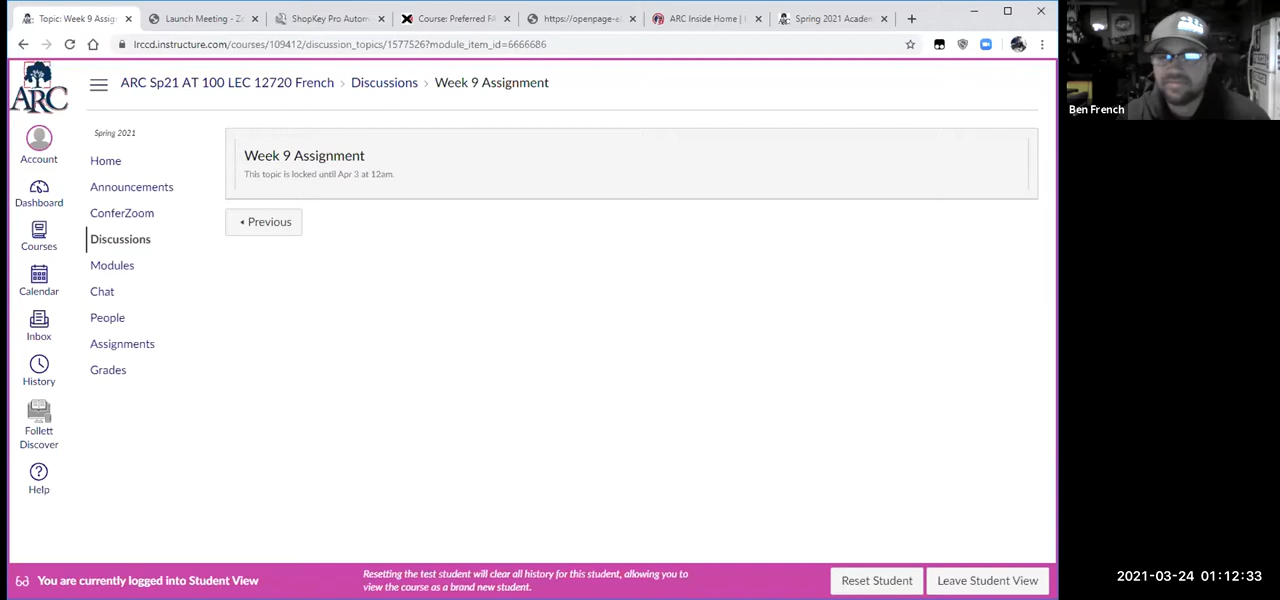 Topic: Week 9 Assig
Launch Meeting - Zo
ShopKey Pro Autom
Course: Preferred FA
https://openpage-e
ARC Inside Home |
Spring 2021 Academ
lrccd.instructure.com/courses/109412/discussion_topics/1577526?module_item_id=6666686
ARC
ARC Sp21 AT 100 LEC 12720 French › Discussions › Week 9 Assignment
Ben French
Account
Dashboard
Courses
Calendar
Inbox
History
Follett
Discover
Help
Spring 2021
Home
Announcements
ConferZoom
Discussions
Modules
Chat
People
Assignments
Grades
Week 9 Assignment
This topic is locked until Apr 3 at 12am.
Previous
You are currently logged into Student View
Resetting the test student will clear all history for this student, allowing you to
view the course as a brand new student.
Reset Student
Leave Student View
2021-03-24 01:12:33